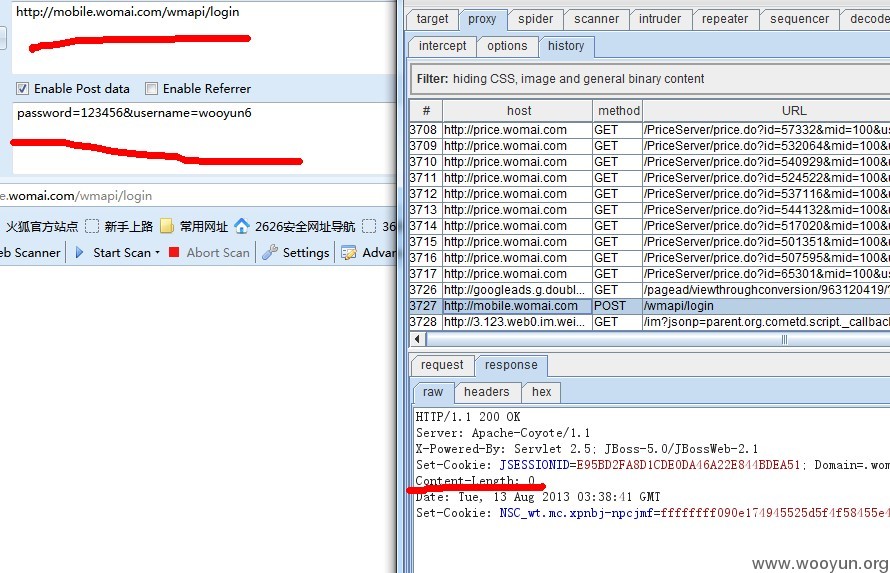 http://mobile.womai.com/wmapi/login
Enable Post data Enable Referrer
password=123456&username=wooyun6
e.womai.com/wmapi/login
火狐官方站点 新手上路 常用网址 2626安全网址导航 36
eb Scanner Start Scan Abort Scan Settings Advan
target proxy spider scanner intruder repeater sequencer decode
intercept options history
Filter: hiding CSS, image and general binary content
# host method URL
3708 http://price.womai.com GET /PriceServer/price.do?id=57332&mid=100&us
3709 http://price.womai.com GET /PriceServer/price.do?id=532064&mid=100&u
3710 http://price.womai.com GET /PriceServer/price.do?id=540929&mid=100&u
3711 http://price.womai.com GET /PriceServer/price.do?id=524522&mid=100&u
3712 http://price.womai.com GET /PriceServer/price.do?id=537116&mid=100&u
3713 http://price.womai.com GET /PriceServer/price.do?id=544132&mid=100&u
3714 http://price.womai.com GET /PriceServer/price.do?id=517020&mid=100&u
3715 http://price.womai.com GET /PriceServer/price.do?id=501351&mid=100&u
3716 http://price.womai.com GET /PriceServer/price.do?id=507595&mid=100&u
3717 http://price.womai.com GET /PriceServer/price.do?id=65301&mid=100&us
3726 http://googleads.g.doubl... GET /pagead/viewthroughconversion/963120419/?
3727 http://mobile.womai.com POST /wmapi/login
3728 http://3.123.web0.im.wei... GET /im?jsonp=parent.org.cometd.script._callbac
request response
raw headers hex
HTTP/1.1 200 OK
Server: Apache-Coyote/1.1
X-Powered-By: Servlet 2.5; JBoss-5.0/JBossWeb-2.1
Set-Cookie: JSESSIONID=E95BD2FA8D1CDE0DA46A22E844BDEA51; Domain=.wom
Content-Length: 0
Date: Tue, 13 Aug 2013 03:38:41 GMT
Set-Cookie: NSC_wt.mc.xpnbj-npcjmf=ffffffff090e174945525d5f4f58455e4
www.wooyun.org